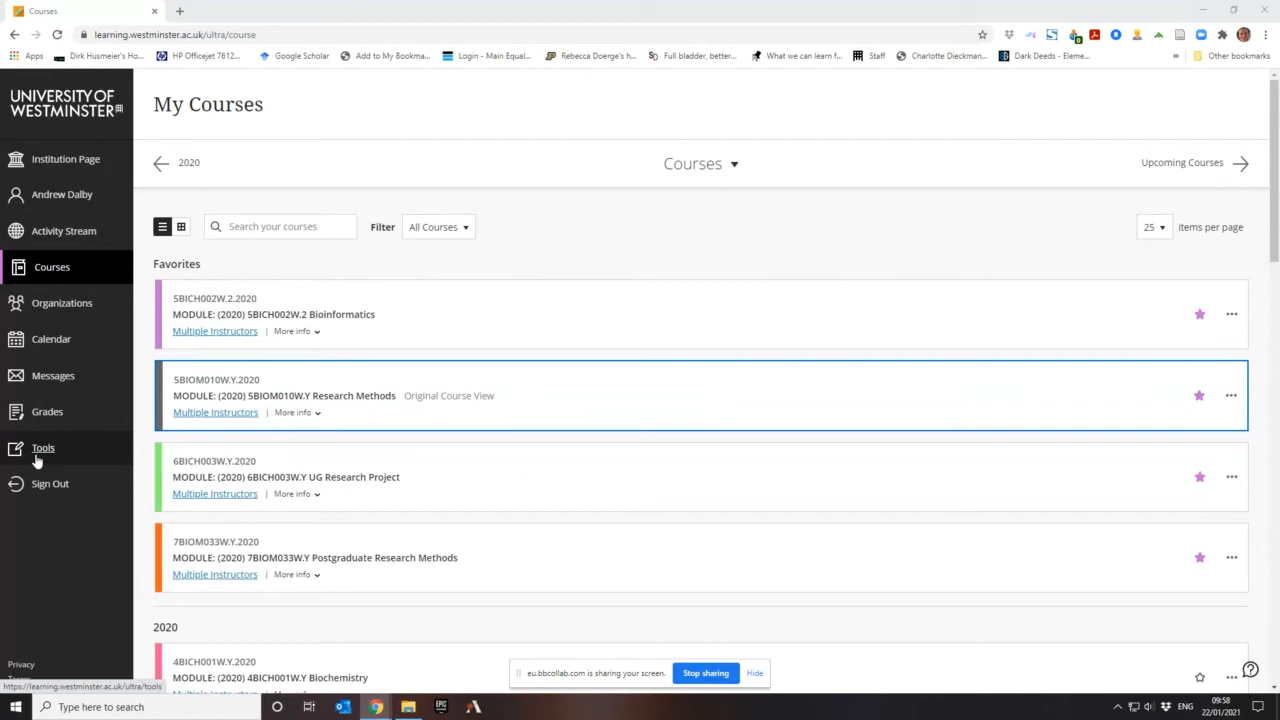 Courses
learning.westminster.ac.uk/ultra/course
Apps
Dirk Husmeier's Ho...
HP Officejet 7612...
Google Scholar
Add to My Bookma...
Login - Main Equal...
Rebecca Doerge's h...
Full bladder, better...
What we can learn f...
Staff
Charlotte Dieckman...
Dark Deeds - Eleme...
»
Other bookmarks
UNIVERSITY OF
WESTMINSTER
Institution Page
Andrew Dalby
Activity Stream
Courses
Organizations
Calendar
Messages
Grades
Tools
Sign Out
Privacy
https://learning.westminster.ac.uk/ultra/tools
My Courses
2020
Courses
Upcoming Courses
Search your courses
Filter
All Courses
25
items per page
Favorites
5BICH002W.2.2020
MODULE: (2020) 5BICH002W.2 Bioinformatics
Multiple Instructors | More info
5BIOM010W.Y.2020
MODULE: (2020) 5BIOM010W.Y Research Methods Original Course View
Multiple Instructors | More info
6BICH003W.Y.2020
MODULE: (2020) 6BICH003W.Y UG Research Project
Multiple Instructors | More info
7BIOM033W.Y.2020
MODULE: (2020) 7BIOM033W.Y Postgraduate Research Methods
Multiple Instructors | More info
2020
4BICH001W.Y.2020
MODULE: (2020) 4BICH001W.Y Biochemistry
eu.bbcollab.com is sharing your screen.
Stop sharing
Hide
Type here to search
EPIC
ENG
09:58
22/01/2021